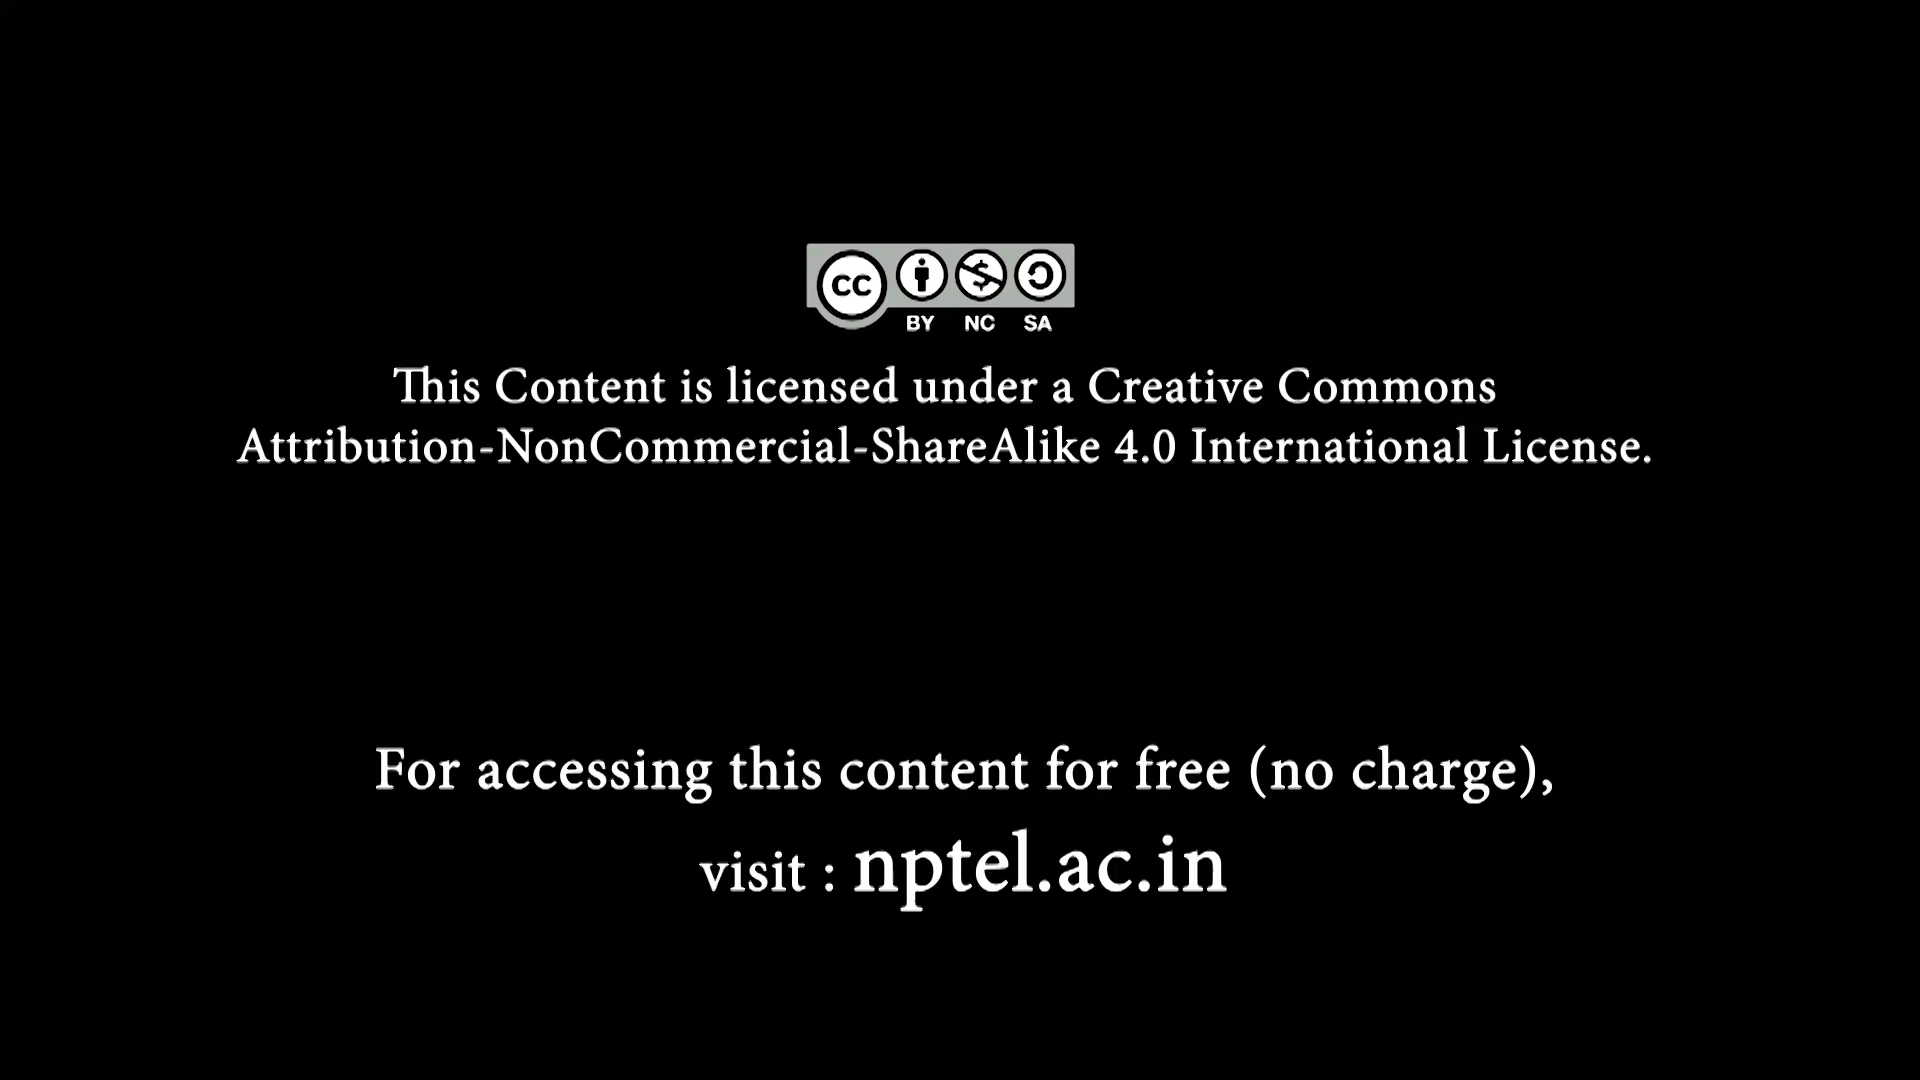 CC
BY NC SA
This Content is licensed under a Creative Commons
Attribution-NonCommercial-ShareAlike 4.0 International License.
For accessing this content for free (no charge),
visit : nptel.ac.in